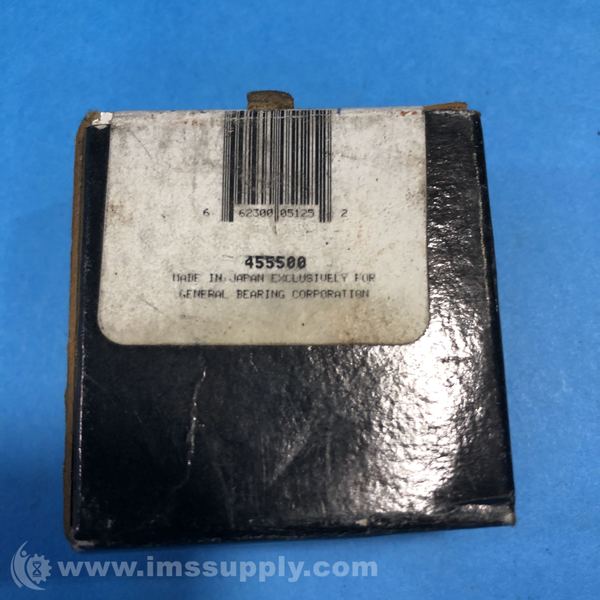 6 62300 05125 2
455500
MADE IN JAPAN EXCLUSIVELY FOR
GENERAL BEARING CORPORATION
www.imssupply.com